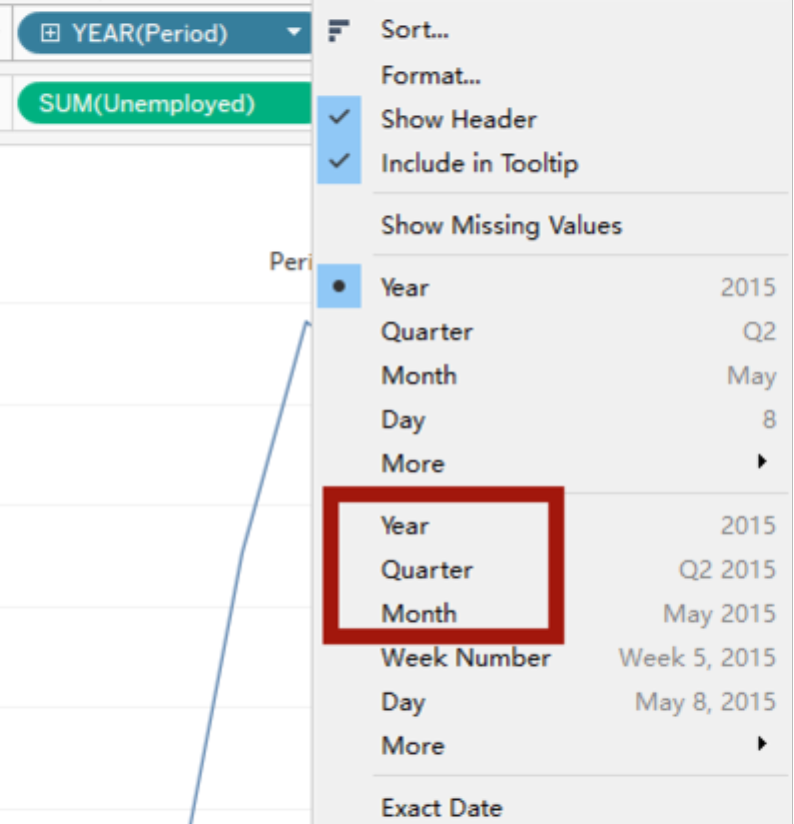 YEAR(Period)
SUM(Unemployed)
Peri
Sort...
Format...
Show Header
Include in Tooltip
Show Missing Values
Year 2015
Quarter Q2
Month May
Day 8
More
Year 2015
Quarter Q2 2015
Month May 2015
Week Number Week 5, 2015
Day May 8, 2015
More
Exact Date